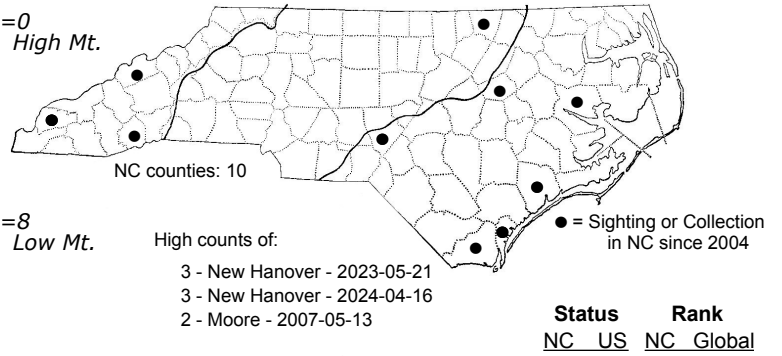 =0
High Mt.
NC counties: 10
=8
Low Mt.
High counts of:
3 - New Hanover - 2023-05-21
3 - New Hanover - 2024-04-16
2 - Moore - 2007-05-13
● = Sighting or Collection
in NC since 2004
Status Rank
NC US NC Global